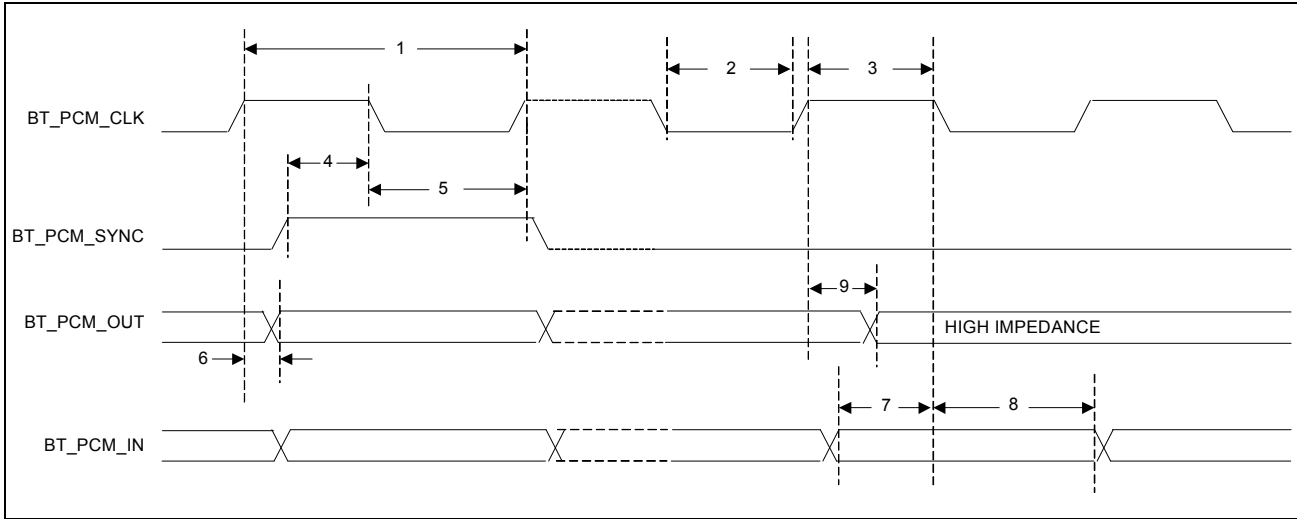 1
2
3
BT_PCM_CLK
4
5
BT_PCM_SYNC
9
BT_PCM_OUT
HIGH IMPEDANCE
6
7
8
BT_PCM_IN